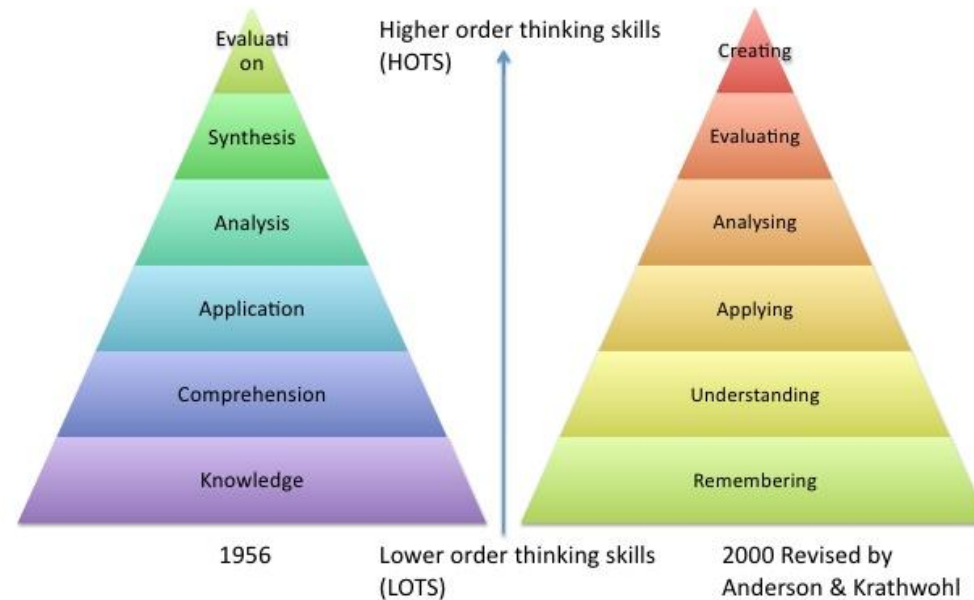 Evaluati
on
Synthesis
Analysis
Application
Comprehension
Knowledge
1956
Higher order thinking skills
(HOTS)
Lower order thinking skills
(LOTS)
Creating
Evaluating
Analysing
Applying
Understanding
Remembering
2000 Revised by
Anderson & Krathwohl